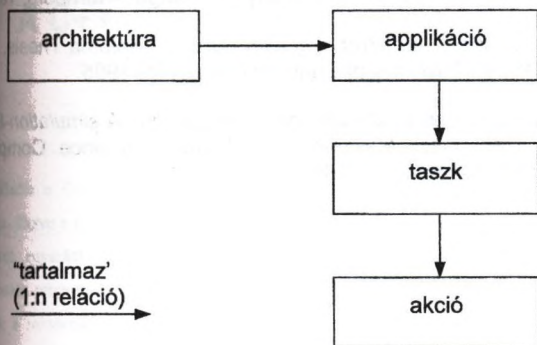 architektúra
applikáció
taszk
"tartalmaz'
(1:n reláció)
akció